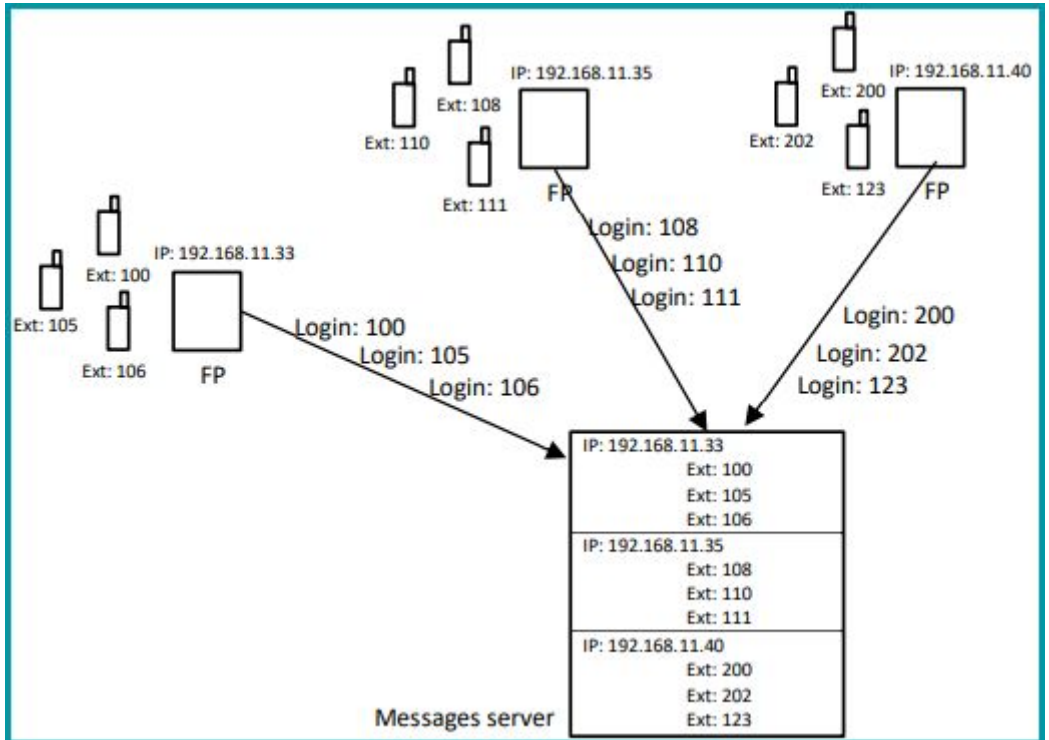 IP: 192.168.11.35
Ext: 108
Ext: 110
Ext: 111
FP
IP: 192.168.11.40
Ext: 200
Ext: 202
Ext: 123
FP
IP: 192.168.11.33
Ext: 100
Ext: 105
Ext: 106
FP
Login: 108
Login: 110
Login: 111
Login: 200
Login: 202
Login: 123
Login: 100
Login: 105
Login: 106
IP: 192.168.11.33
Ext: 100
Ext: 105
Ext: 106
IP: 192.168.11.35
Ext: 108
Ext: 110
Ext: 111
IP: 192.168.11.40
Ext: 200
Ext: 202
Ext: 123
Messages server